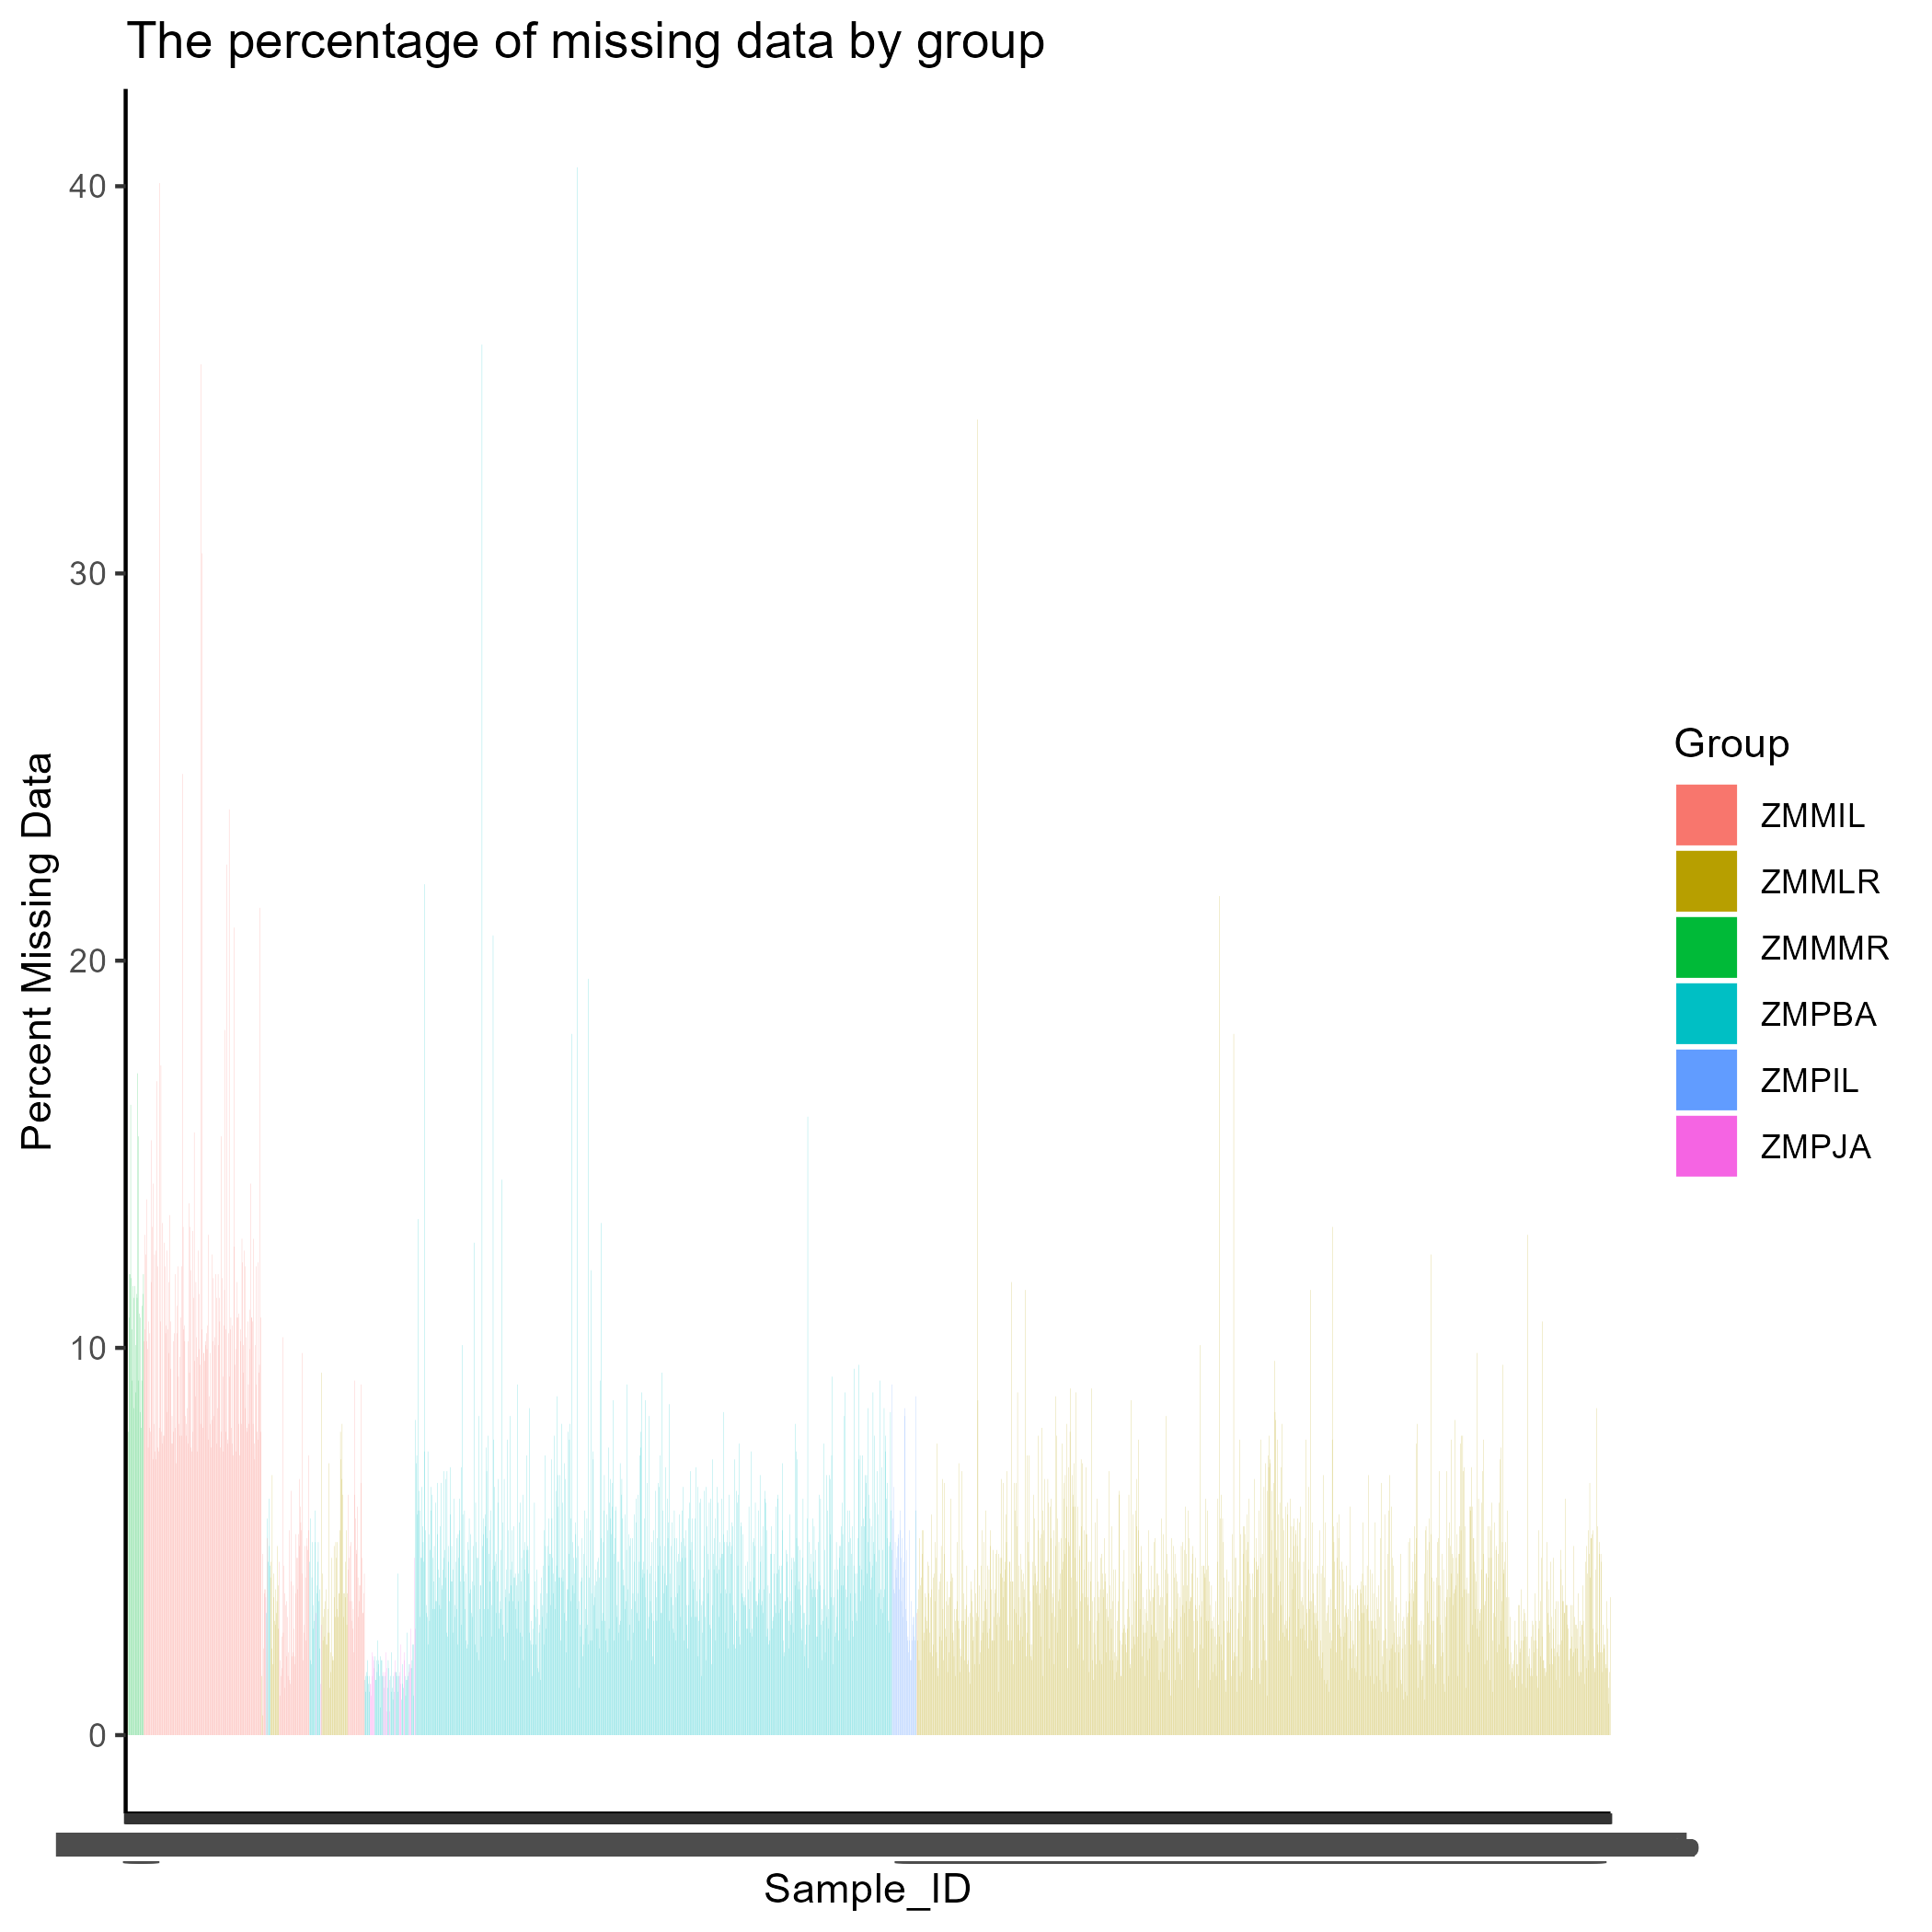 The percentage of missing data by group
Percent Missing Data
40
30
20
10
0
Sample_ID
Group
ZMMIL
ZMMLR
ZMMMR
ZMPBA
ZMPIL
ZMPJA